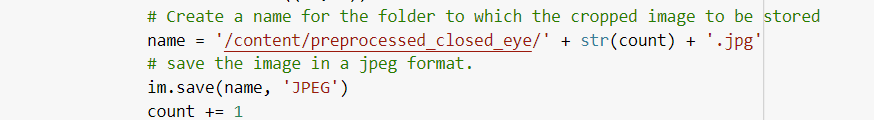 # Create a name for the folder to which the cropped image to be stored
name = '/content/preprocessed_closed_eye/' + str(count) + '.jpg'
# save the image in a jpeg format.
im.save(name, 'JPEG')
count += 1